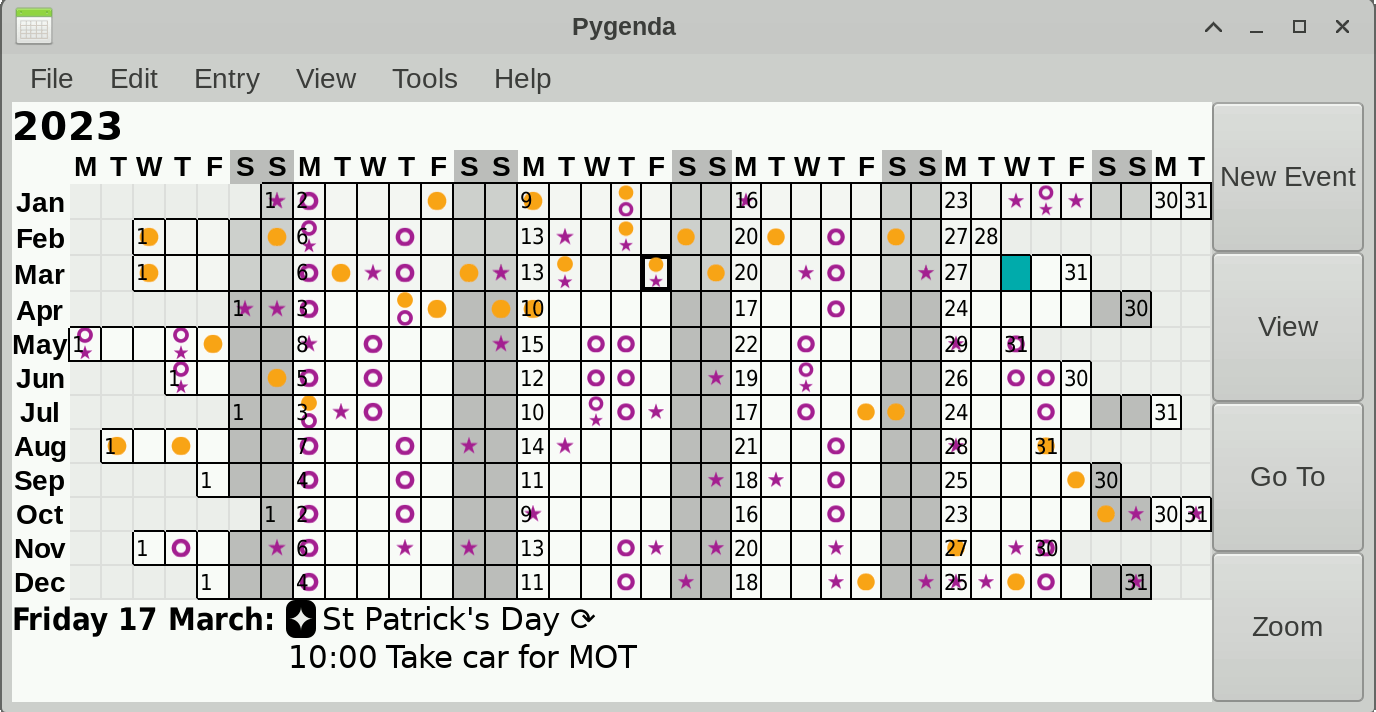 Pygenda
File Edit Entry View Tools Help
2023
M T W T F S S M T W T F S S M T W T F S S M T W T F S S M T W T F S S M T
Jan 1 2 9 16 23 30 31
Feb 1 6 13 20 27 28
Mar 1 6 13 20 27 31
Apr 1 3 10 17 24 30
May 1 8 15 22 29 31
Jun 1 5 12 19 26 30
Jul 1 3 10 17 24 31
Aug 1 7 14 21 28 31
Sep 1 4 11 18 25 30
Oct 1 2 9 16 23 30 31
Nov 1 6 13 20 27 30
Dec 1 4 11 18 25 31
Friday 17 March: St Patrick's Day ⟳
10:00 Take car for MOT
New Event
View
Go To
Zoom